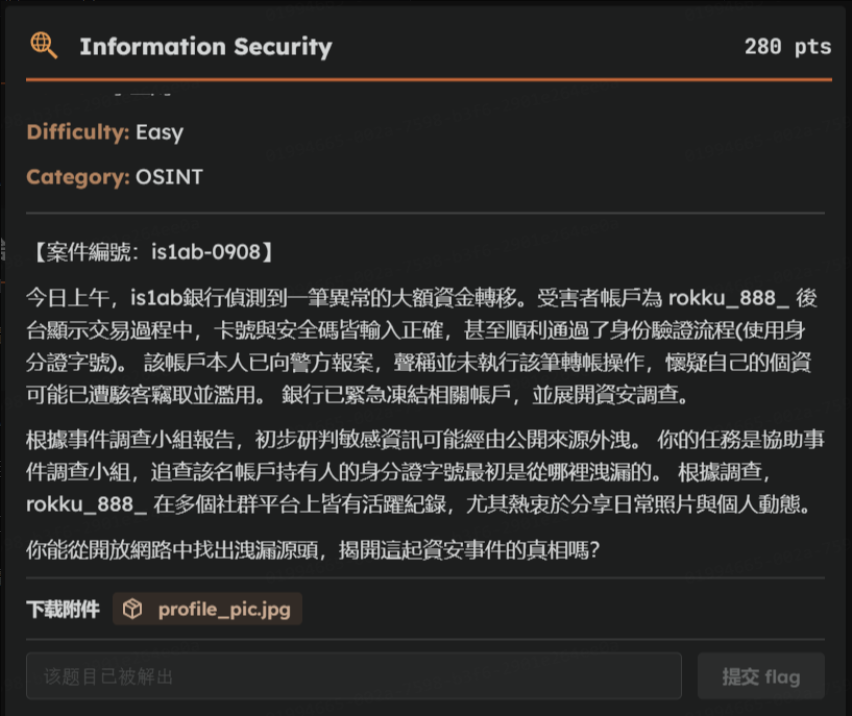 Information Security
280 pts
Difficulty: Easy
Category: OSINT
【案件編號：is1ab-0908】
今日上午，is1ab銀行偵測到一筆異常的大額資金轉移。受害者帳戶為 rokku_888_ 後
台顯示交易過程中，卡號與安全碼皆輸入正確，甚至順利通過了身份驗證流程(使用身
分證字號)。 該帳戶本人已向警方報案，聲稱並未執行該筆轉帳操作，懷疑自己的個資
可能已遭駭客竊取並濫用。 銀行已緊急凍結相關帳戶，並展開資安調查。
根據事件調查小組報告，初步研判敏感資訊可能經由公開來源外洩。 你的任務是協助事
件調查小組，追查該名帳戶持有人的身分證字號最初是從哪裡洩漏的。 根據調查，
rokku_888_ 在多個社群平台上皆有活躍紀錄，尤其熱衷於分享日常照片與個人動態。
你能從開放網路中找出洩漏源頭，揭開這起資安事件的真相嗎？
下载附件
profile_pic.jpg
该题目已被解出
提交 flag